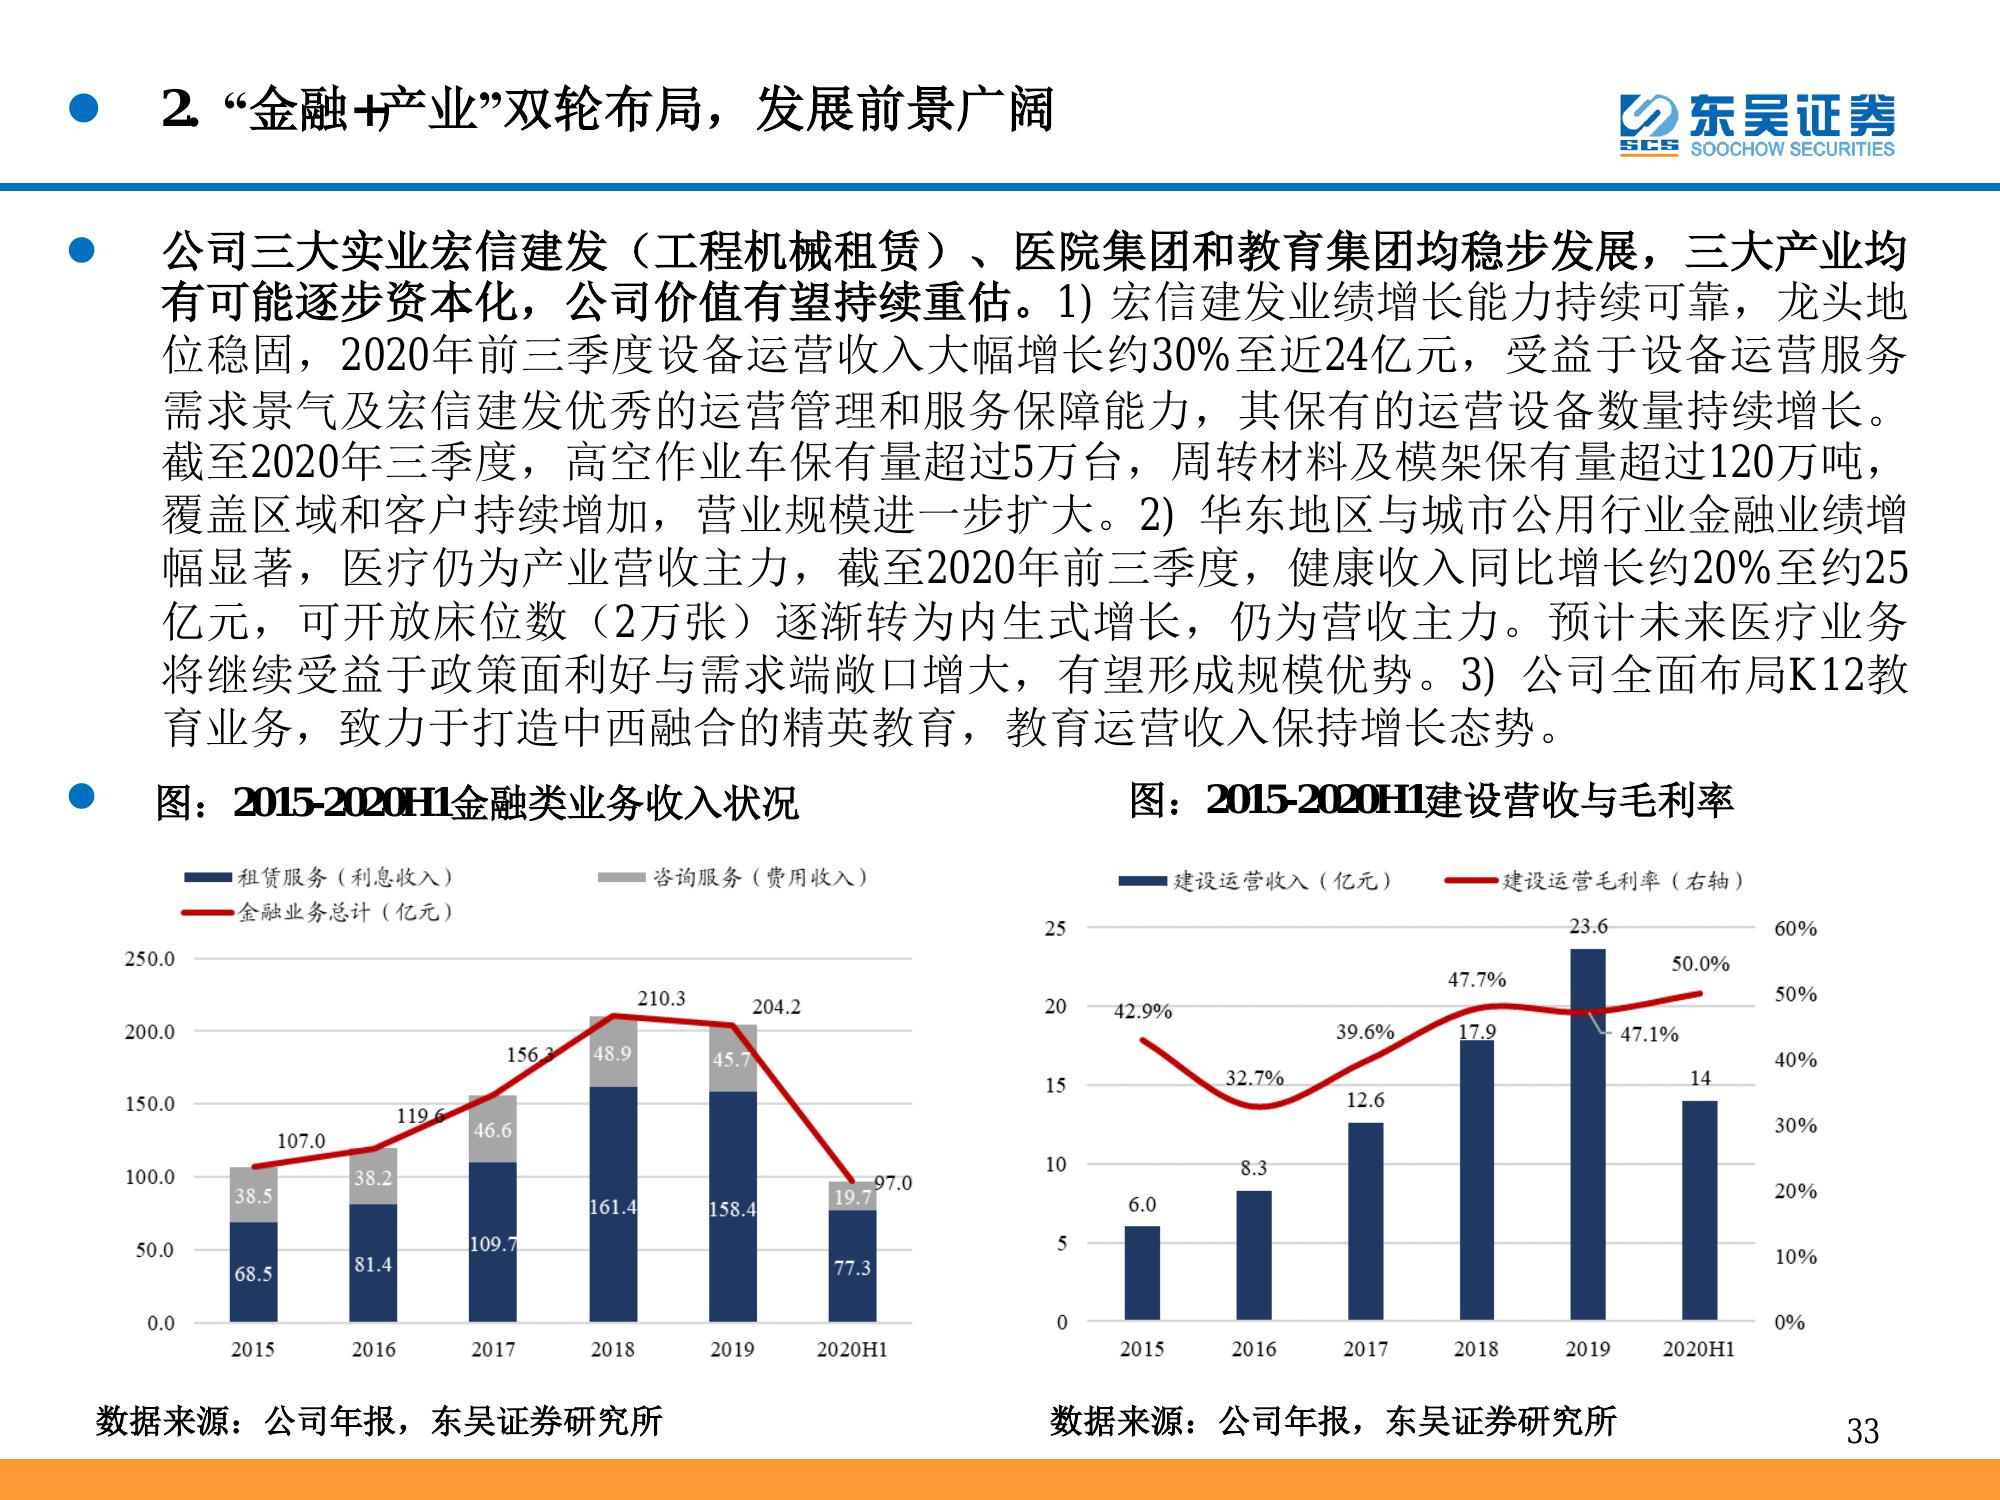 2. “金融+产业”双轮布局，发展前景广阔
东吴证券
SCS
SOOCHOW SECURITIES
公司三大实业宏信建发（工程机械租赁）、医院集团和教育集团均稳步发展，三大产业均
有可能逐步资本化，公司价值有望持续重估。1) 宏信建发业绩增长能力持续可靠，龙头地
位稳固，2020年前三季度设备运营收入大幅增长约30%至近24亿元，受益于设备运营服务
需求景气及宏信建发优秀的运营管理和服务保障能力，其保有的运营设备数量持续增长。
截至2020年三季度，高空作业车保有量超过5万台，周转材料及模架保有量超过120万吨，
覆盖区域和客户持续增加，营业规模进一步扩大。2) 华东地区与城市公用行业金融业绩增
幅显著，医疗仍为产业营收主力，截至2020年前三季度，健康收入同比增长约20%至约25
亿元，可开放床位数（2万张）逐渐转为内生式增长，仍为营收主力。预计未来医疗业务
将继续受益于政策面利好与需求端敞口增大，有望形成规模优势。3) 公司全面布局K12教
育业务，致力于打造中西融合的精英教育，教育运营收入保持增长态势。
图：2015-2020H1金融类业务收入状况
租赁服务（利息收入）
咨询服务（费用收入）
金融业务总计（亿元）
250.0
200.0
150.0
100.0
50.0
0.0
107.0
119.6
156.3
210.3
204.2
97.0
38.5
38.2
46.6
48.9
45.7
19.7
68.5
81.4
109.7
161.4
158.4
77.3
2015
2016
2017
2018
2019
2020H1
数据来源：公司年报，东吴证券研究所
图：2015-2020H1建设营收与毛利率
建设运营收入（亿元）
建设运营毛利率（右轴）
25
20
15
10
5
0
60%
50%
40%
30%
20%
10%
0%
42.9%
32.7%
39.6%
47.7%
47.1%
50.0%
6.0
8.3
12.6
17.9
23.6
14
2015
2016
2017
2018
2019
2020H1
数据来源：公司年报，东吴证券研究所
33